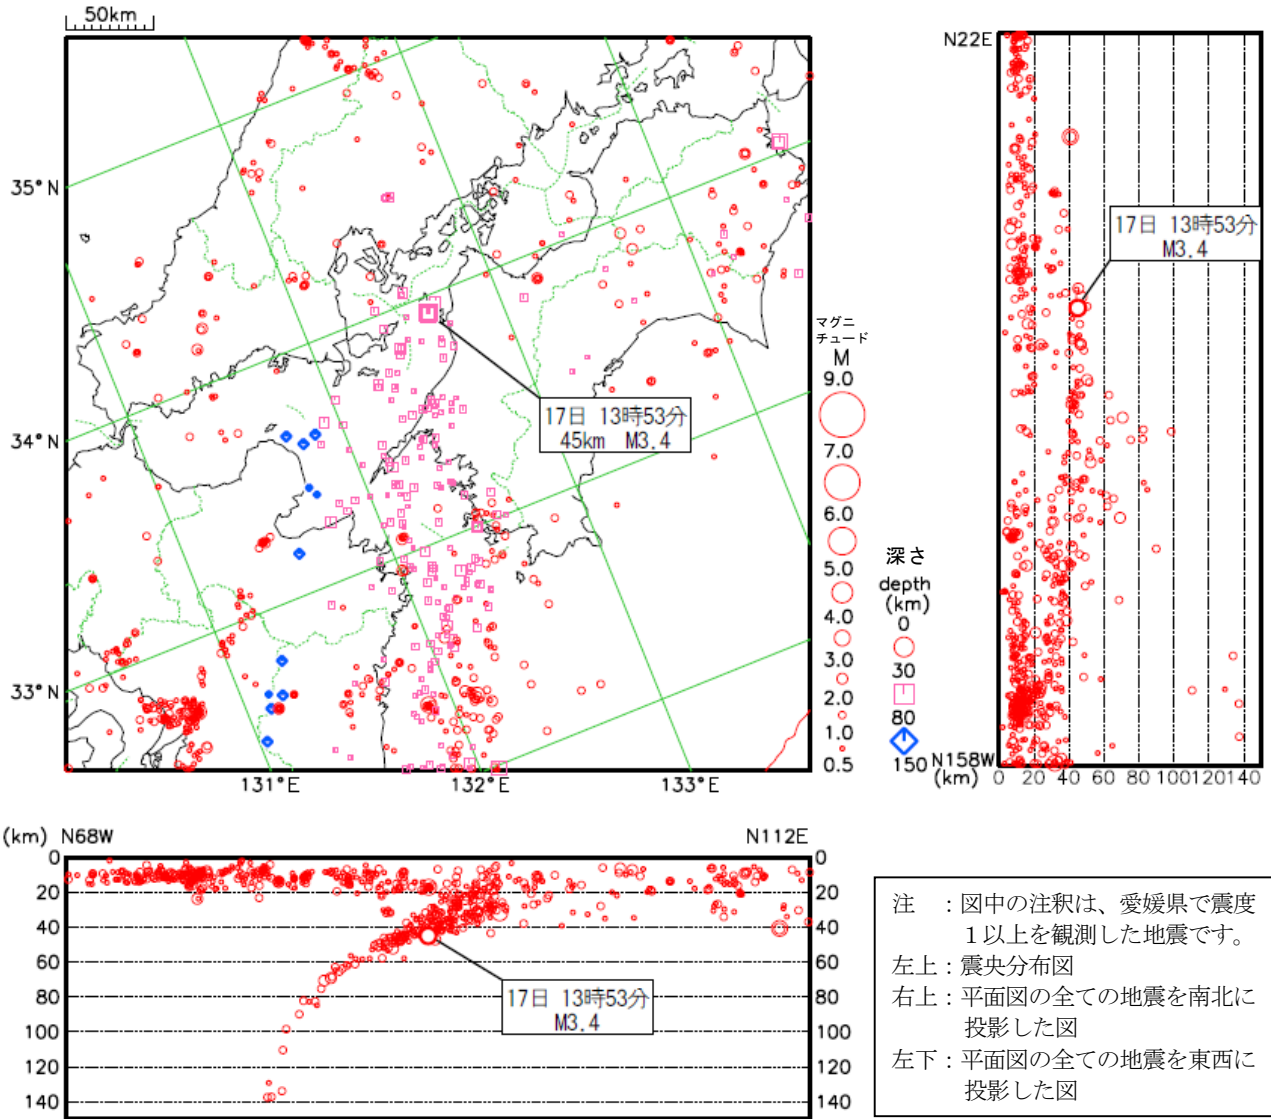 50km
35°N
34°N
33°N
131°E
132°E
133°E
17日 13時53分
45km M3.4
マグニ
チュード
M
9.0
7.0
6.0
5.0
4.0
3.0
2.0
1.0
0.5
深さ
depth
(km)
0
30
80
150
N22E
17日 13時53分
M3.4
N158W
(km)
0 20 40 60 80 100120140
(km) N68W
N112E
0
20
40
60
80
100
120
140
0
20
40
60
80
100
120
140
17日 13時53分
M3.4
注 :図中の注釈は、愛媛県で震度
1以上を観測した地震です。
左上:震央分布図
右上:平面図の全ての地震を南北に
投影した図
左下:平面図の全ての地震を東西に
投影した図